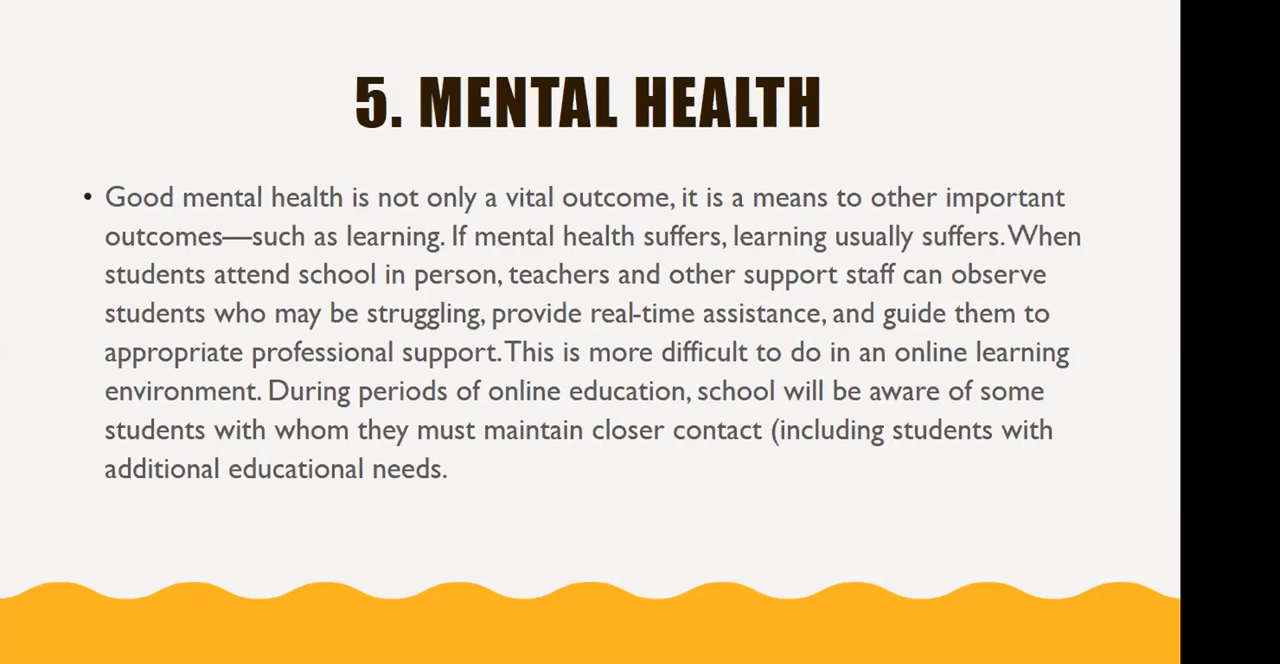 5. MENTAL HEALTH
• Good mental health is not only a vital outcome, it is a means to other important
outcomes—such as learning. If mental health suffers, learning usually suffers. When
students attend school in person, teachers and other support staff can observe
students who may be struggling, provide real-time assistance, and guide them to
appropriate professional support. This is more difficult to do in an online learning
environment. During periods of online education, school will be aware of some
students with whom they must maintain closer contact (including students with
additional educational needs.